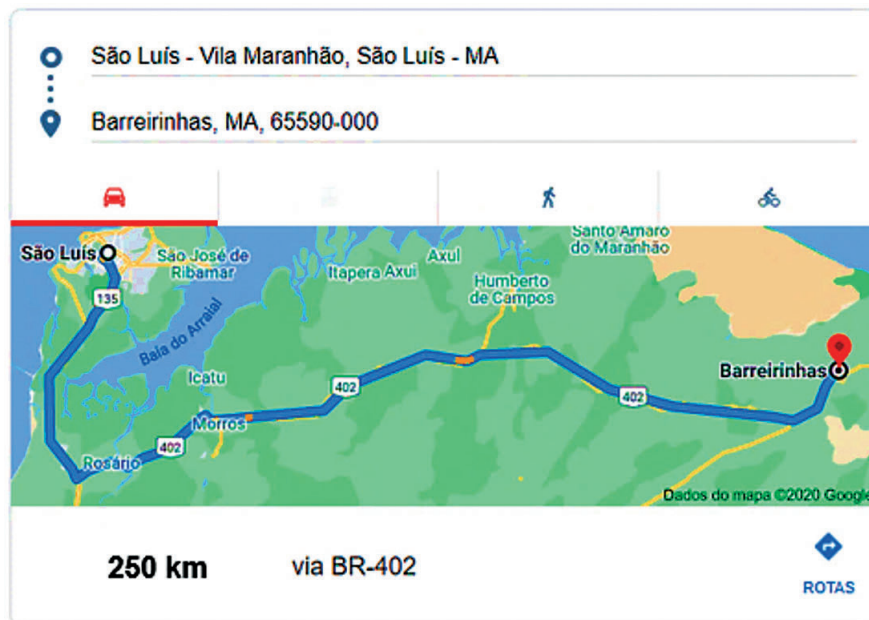 São Luís - Vila Maranhão, São Luís - MA
Barreirinhas, MA, 65590-000
Santo Amaro
do Maranhão
São Luís
São José de
Ribamar
Axuí
Itapera Axui
Humberto
de Campos
135
Baía do Arraial
Icatu
402
Barreirinhas
402
Morros
402
Rosário
Dados do mapa ©2020 Google
250 km
via BR-402
ROTAS